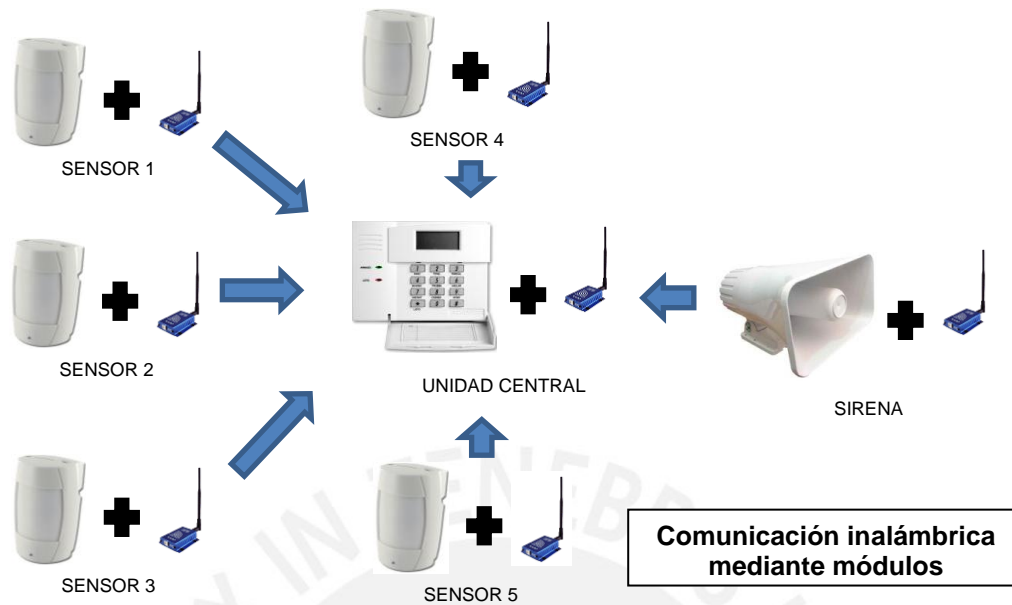 SENSOR 1
SENSOR 4
SENSOR 2
UNIDAD CENTRAL
SIRENA
SENSOR 3
SENSOR 5
Comunicación inalámbrica
mediante módulos